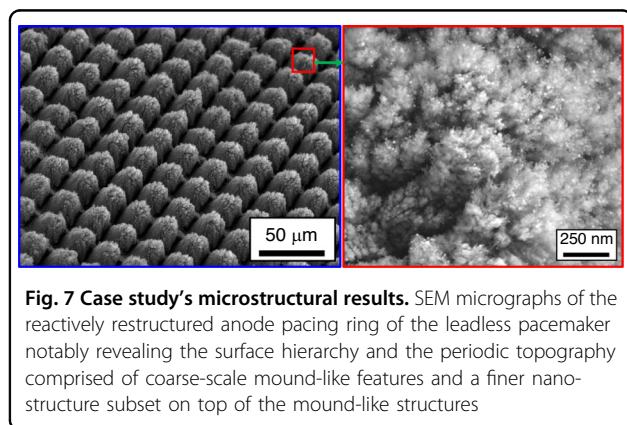 50 μm
250 nm
Fig. 7 Case study's microstructural results. SEM micrographs of the
reactively restructured anode pacing ring of the leadless pacemaker
notably revealing the surface hierarchy and the periodic topography
comprised of coarse-scale mound-like features and a finer nano-
structure subset on top of the mound-like structures